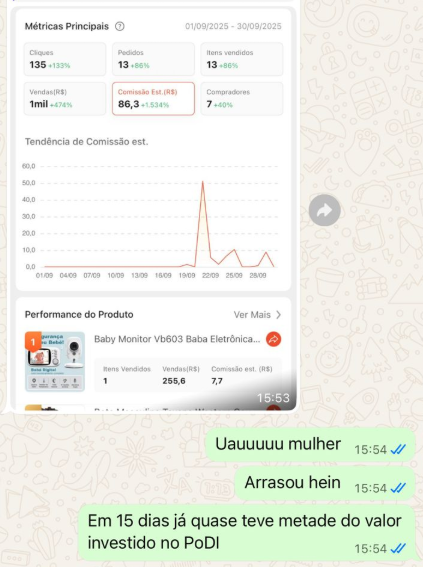 Métricas Principais ? 01/09/2025 - 30/09/2025
Cliques Pedidos Itens vendidos
135 +133% 13 +86% 13 +86%
Vendas(R$) Comissão Est.(R$) Compradores
1mil +474% 86,3 +1.534% 7 +40%
Tendência de Comissão est.
60,0
50,0
40,0
30,0
20,0
10,0
0,0
01/09 04/09 07/09 10/09 13/09 16/09 19/09 22/09 25/09 28/09
Performance do Produto Ver Mais >
1
Baby Monitor Vb603 Baba Eletrônica...
Itens Vendidos Vendas(R$) Comissão est. (R$)
1 255,6 7,7
15:53
Uauuuuu mulher 15:54
Arrasou hein 15:54
Em 15 dias já quase teve metade do valor
investido no PoDI 15:54